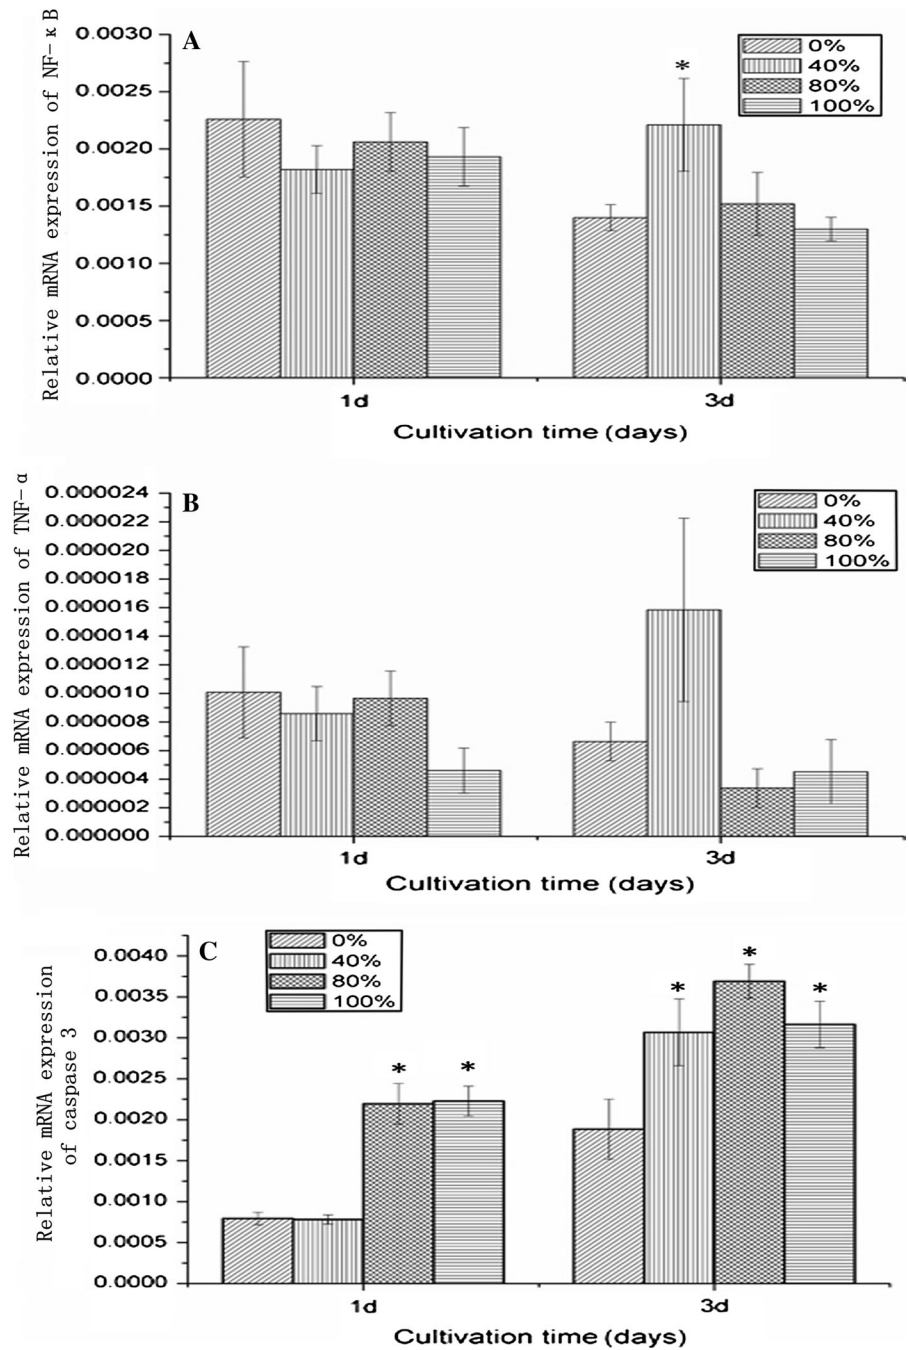 A
Relative mRNA expression of NF-κB
0.0030
0.0025
0.0020
0.0015
0.0010
0.0005
0.0000
0%
40%
80%
100%
*
1d
3d
Cultivation time (days)
B
Relative mRNA expression of TNF-α
0.000024
0.000022
0.000020
0.000018
0.000016
0.000014
0.000012
0.000010
0.000008
0.000006
0.000004
0.000002
0.000000
0%
40%
80%
100%
1d
3d
Cultivation time (days)
C
Relative mRNA expression
of caspase 3
0.0040
0.0035
0.0030
0.0025
0.0020
0.0015
0.0010
0.0005
0.0000
0%
40%
80%
100%
* *
* * *
1d
3d
Cultivation time (days)